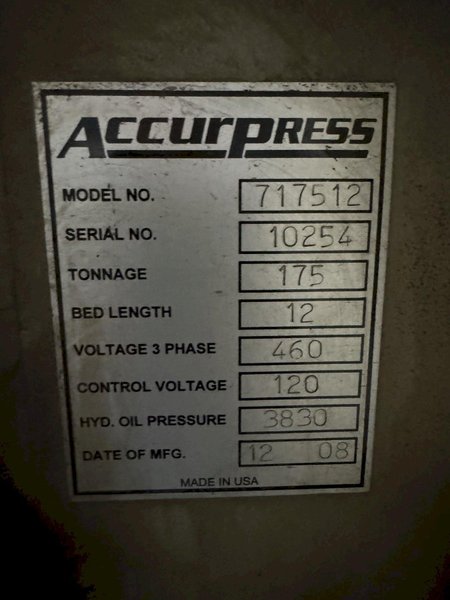 ACCURPRESS
MODEL NO. 717512
SERIAL NO. 10254
TONNAGE 175
BED LENGTH 12
VOLTAGE 3 PHASE 460
CONTROL VOLTAGE 120
HYD. OIL PRESSURE 3830
DATE OF MFG. 12 08
MADE IN USA